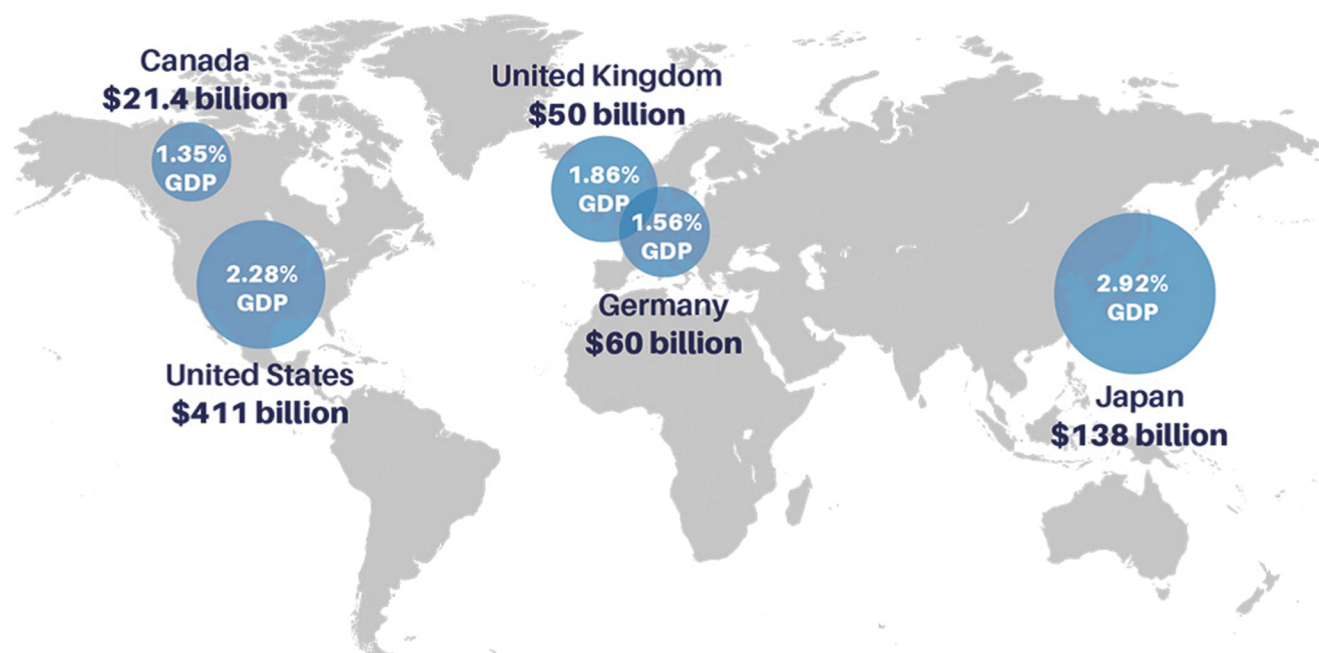 Canada
$21.4 billion
1.35%
GDP
United Kingdom
$50 billion
1.86%
GDP
1.56%
GDP
Germany
$60 billion
2.28%
GDP
United States
$411 billion
2.92%
GDP
Japan
$138 billion